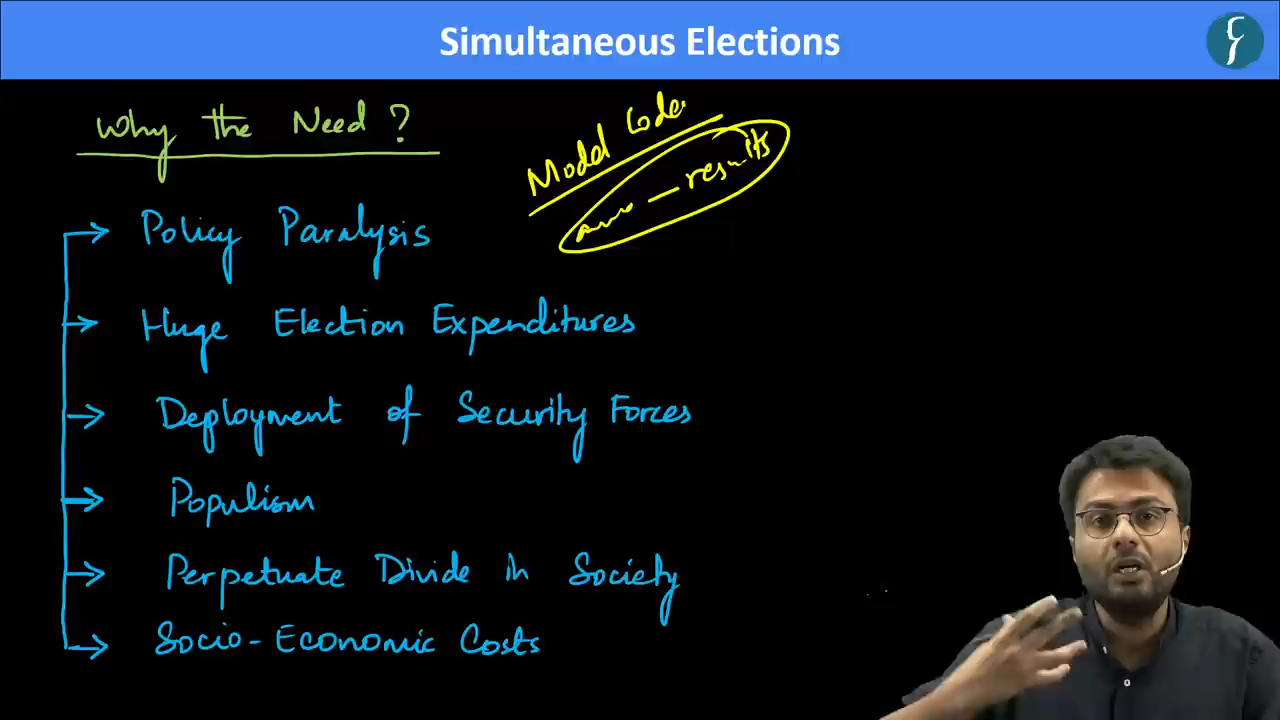 Simultaneous Elections
Why the Need?
Model Code
results
Policy Paralysis
Huge Election Expenditures
Deployment of Security Forces
Populism
Perpetuate Divide in Society
Socio-Economic Costs